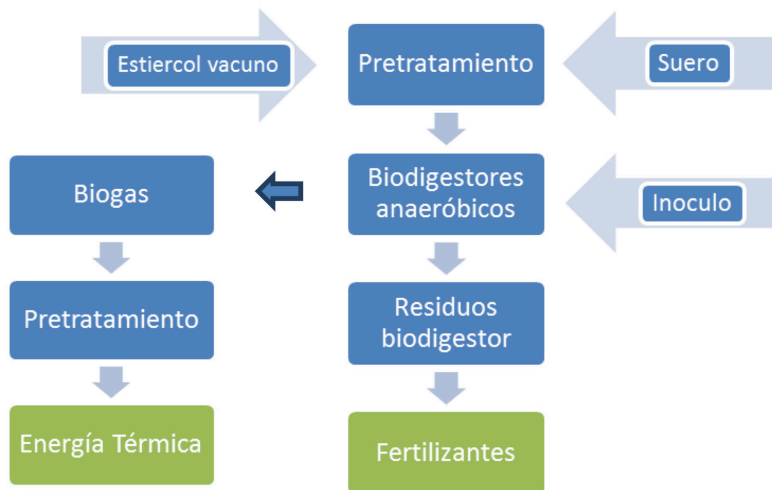 Estiercol vacuno
Pretratamiento
Suero
Biogas
Biodigestores
anaeróbicos
Inoculo
Pretratamiento
Residuos
biodigestor
Energía Térmica
Fertilizantes